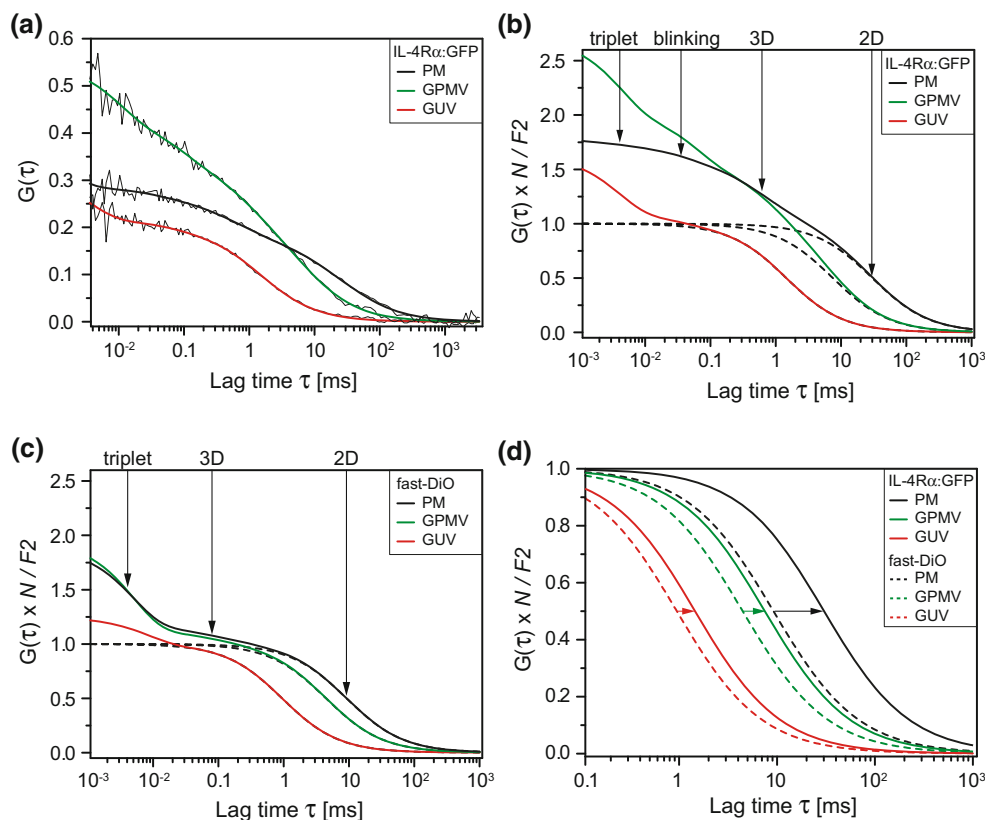 (a)
0.6
0.5
0.4
0.3
0.2
0.1
0.0
G(τ)
IL-4Rα:GFP
PM
GPMV
GUV
10⁻²
0.1
1
10
10²
10³
Lag time τ [ms]
(b)
triplet
blinking
3D
2D
2.5
2.0
1.5
1.0
0.5
0.0
G(τ) x N / F2
IL-4Rα:GFP
PM
GPMV
GUV
10⁻³
10⁻²
0.1
1
10
10²
10³
Lag time τ [ms]
(c)
triplet
3D
2D
2.5
2.0
1.5
1.0
0.5
0.0
G(τ) x N / F2
fast-DiO
PM
GPMV
GUV
10⁻³
10⁻²
0.1
1
10
10²
10³
Lag time τ [ms]
(d)
1.0
0.8
0.6
0.4
0.2
0.0
G(τ) x N / F2
IL-4Rα:GFP
PM
GPMV
GUV
fast-DiO
PM
GPMV
GUV
0.1
1
10
10²
10³
Lag time τ [ms]